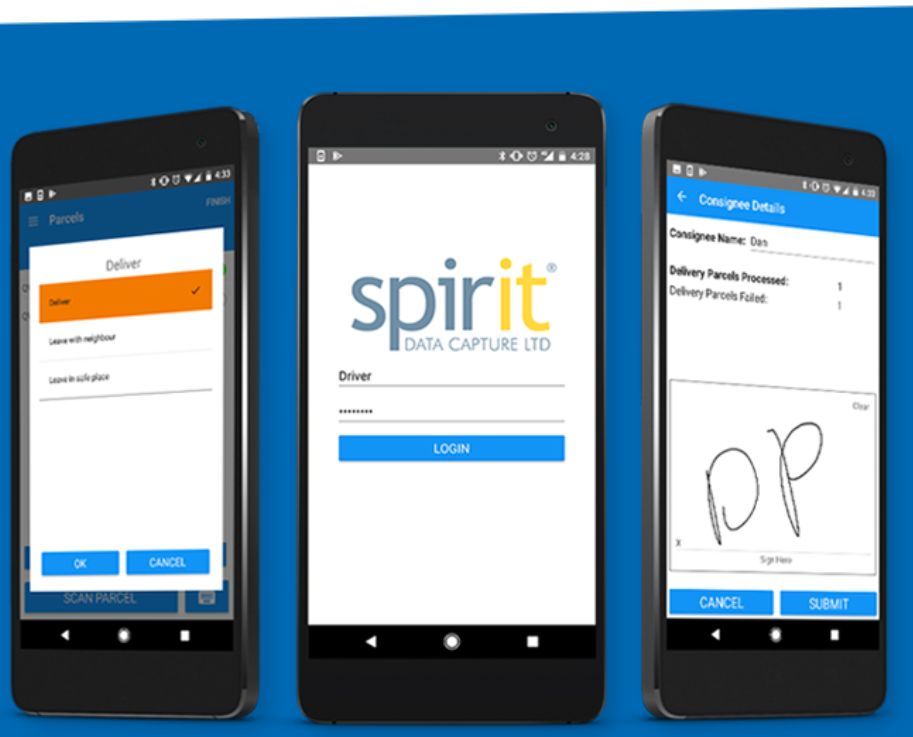 4:33
Parcels
FINISH
Deliver
Deliver
Leave with neighbour
Leave in safe place
OK
CANCEL
SCAN PARCEL
4:28
spirit®
DATA CAPTURE LTD
Driver
••••••••
LOGIN
4:33
Consignee Details
Consignee Name: Dan
Delivery Parcels Processed: 1
Delivery Parcels Failed: 1
Clear
DP
x
Sign Here
CANCEL
SUBMIT